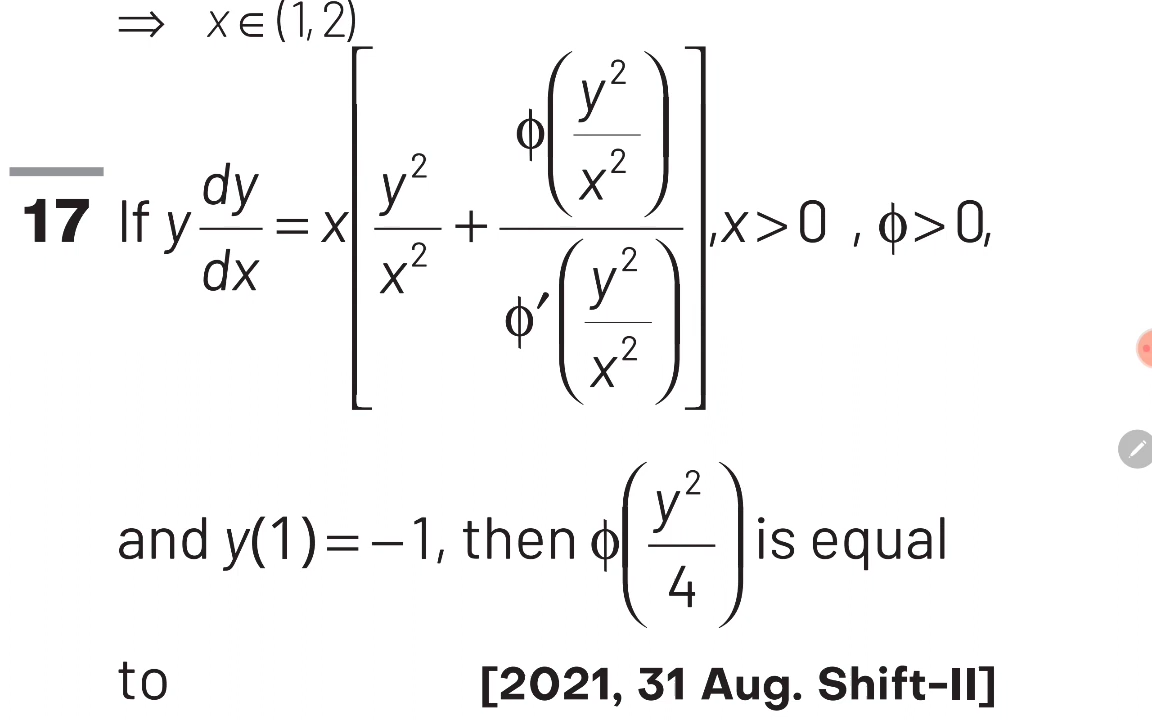 ⇒ x ∈ (1, 2)
17 If y dy/dx = x[y²/x² + ϕ(y²/x²)/ϕ′(y²/x²)], x > 0 , ϕ > 0,
and y(1) = −1, then ϕ(y²/4) is equal
to [2021, 31 Aug. Shift-II]